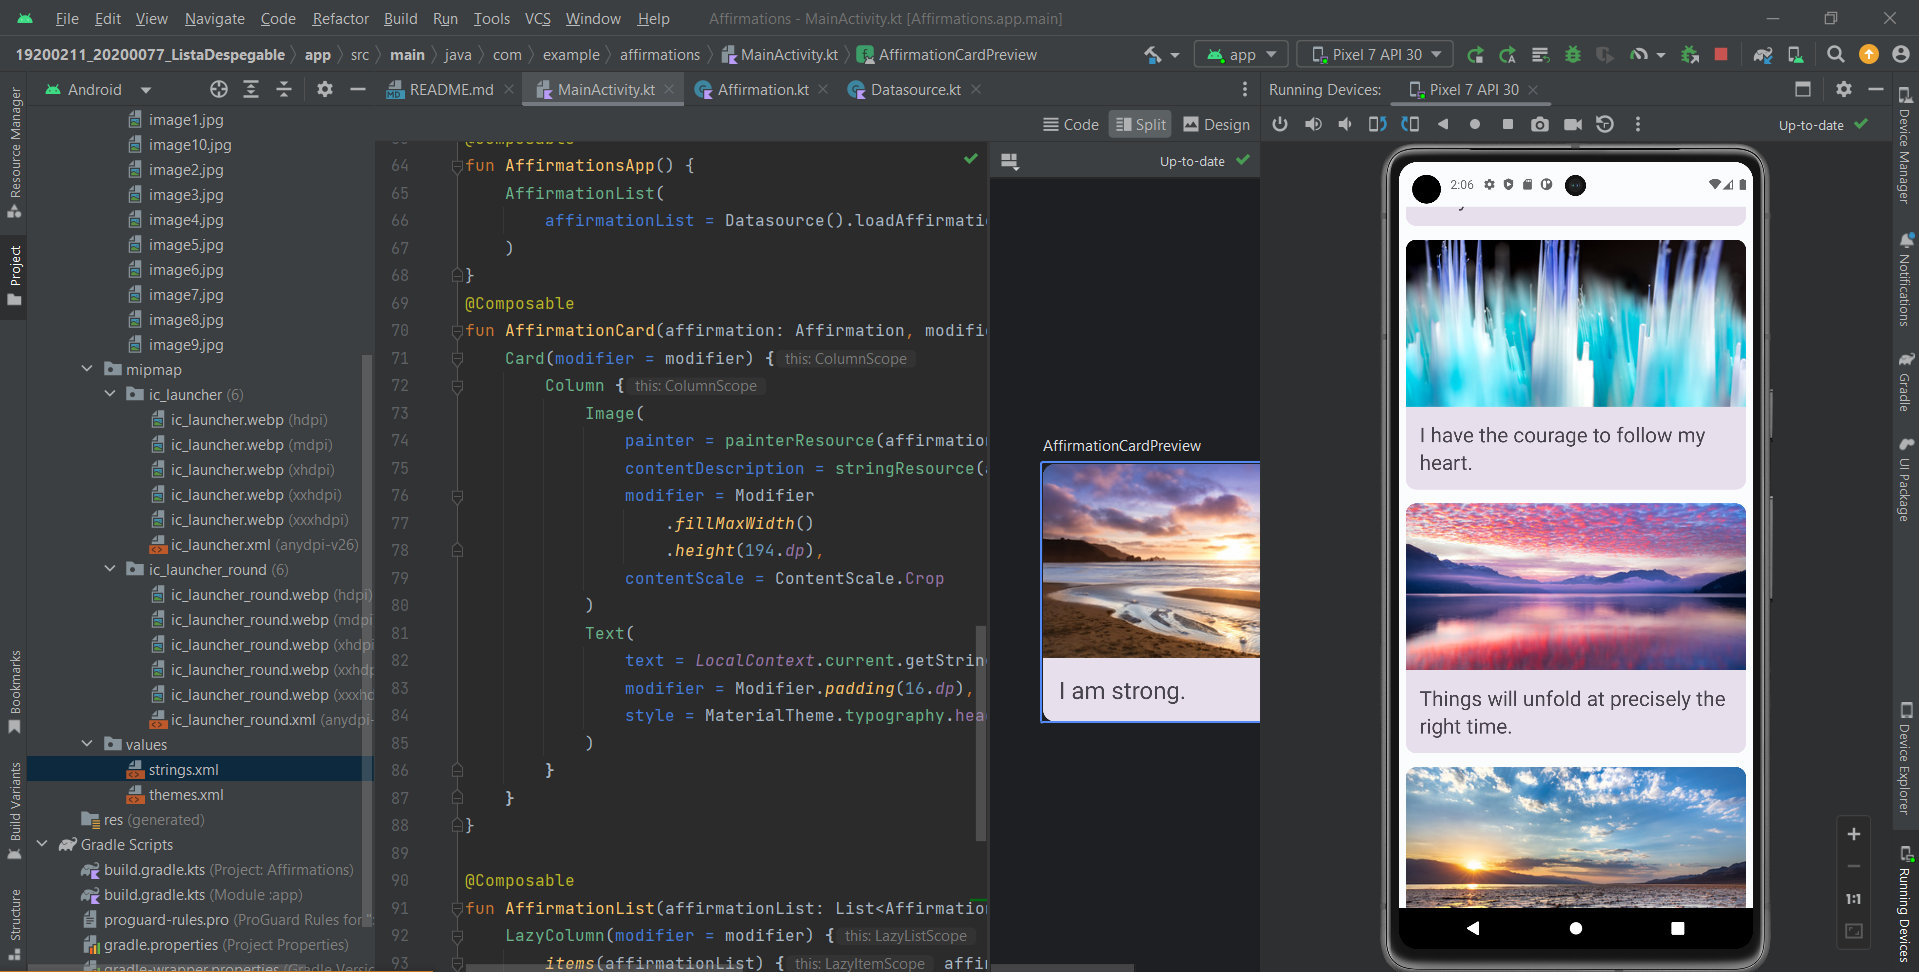 File Edit View Navigate Code Refactor Build Run Tools VCS Window Help Affirmations - MainActivity.kt [Affirmations.app.main]
19200211_20200077_ListaDespegable app src main java com example affirmations MainActivity.kt AffirmationCardPreview app Pixel 7 API 30
Android README.md MainActivity.kt Affirmation.kt Datasource.kt Running Devices: Pixel 7 API 30
Code Split Design Up-to-date
Resource Manager
Project
Bookmarks
Build Variants
Structure
image1.jpg
image10.jpg
image2.jpg
image3.jpg
image4.jpg
image5.jpg
image6.jpg
image7.jpg
image8.jpg
image9.jpg
mipmap
ic_launcher (6)
ic_launcher.webp (hdpi)
ic_launcher.webp (mdpi)
ic_launcher.webp (xhdpi)
ic_launcher.webp (xxhdpi)
ic_launcher.webp (xxxhdpi)
ic_launcher.xml (anydpi-v26)
ic_launcher_round (6)
ic_launcher_round.webp (hdpi)
ic_launcher_round.webp (mdpi
ic_launcher_round.webp (xhdp
ic_launcher_round.webp (xxhdp
ic_launcher_round.webp (xxxhd
ic_launcher_round.xml (anydpi-
values
strings.xml
themes.xml
res (generated)
Gradle Scripts
build.gradle.kts (Project: Affirmations)
build.gradle.kts (Module :app)
proguard-rules.pro (ProGuard Rules for ":
gradle.properties (Project Properties)
gradle-wrapper.properties (Gradle Versio
@Composable
64 fun AffirmationsApp() {
65 AffirmationList(
66 affirmationList = Datasource().loadAffirmati
67 )
68 }
69 @Composable
70 fun AffirmationCard(affirmation: Affirmation, modifie
71 Card(modifier = modifier) { this: ColumnScope
72 Column { this: ColumnScope
73 Image(
74 painter = painterResource(affirmation
75 contentDescription = stringResource(a
76 modifier = Modifier
77 .fillMaxWidth()
78 .height(194.dp),
79 contentScale = ContentScale.Crop
80 )
81 Text(
82 text = LocalContext.current.getString
83 modifier = Modifier.padding(16.dp),
84 style = MaterialTheme.typography.hea
85 )
86 }
87 }
88 }
89
90 @Composable
91 fun AffirmationList(affirmationList: List<Affirmation
92 LazyColumn(modifier = modifier) { this: LazyListScope
93 items(affirmationList) { this: LazyItemScope affi
Up-to-date
AffirmationCardPreview
I am strong.
2:06
I have the courage to follow my
heart.
Things will unfold at precisely the
right time.
1:1
Device Manager
Notifications
Gradle
UI Package
Device Explorer
Running Devices